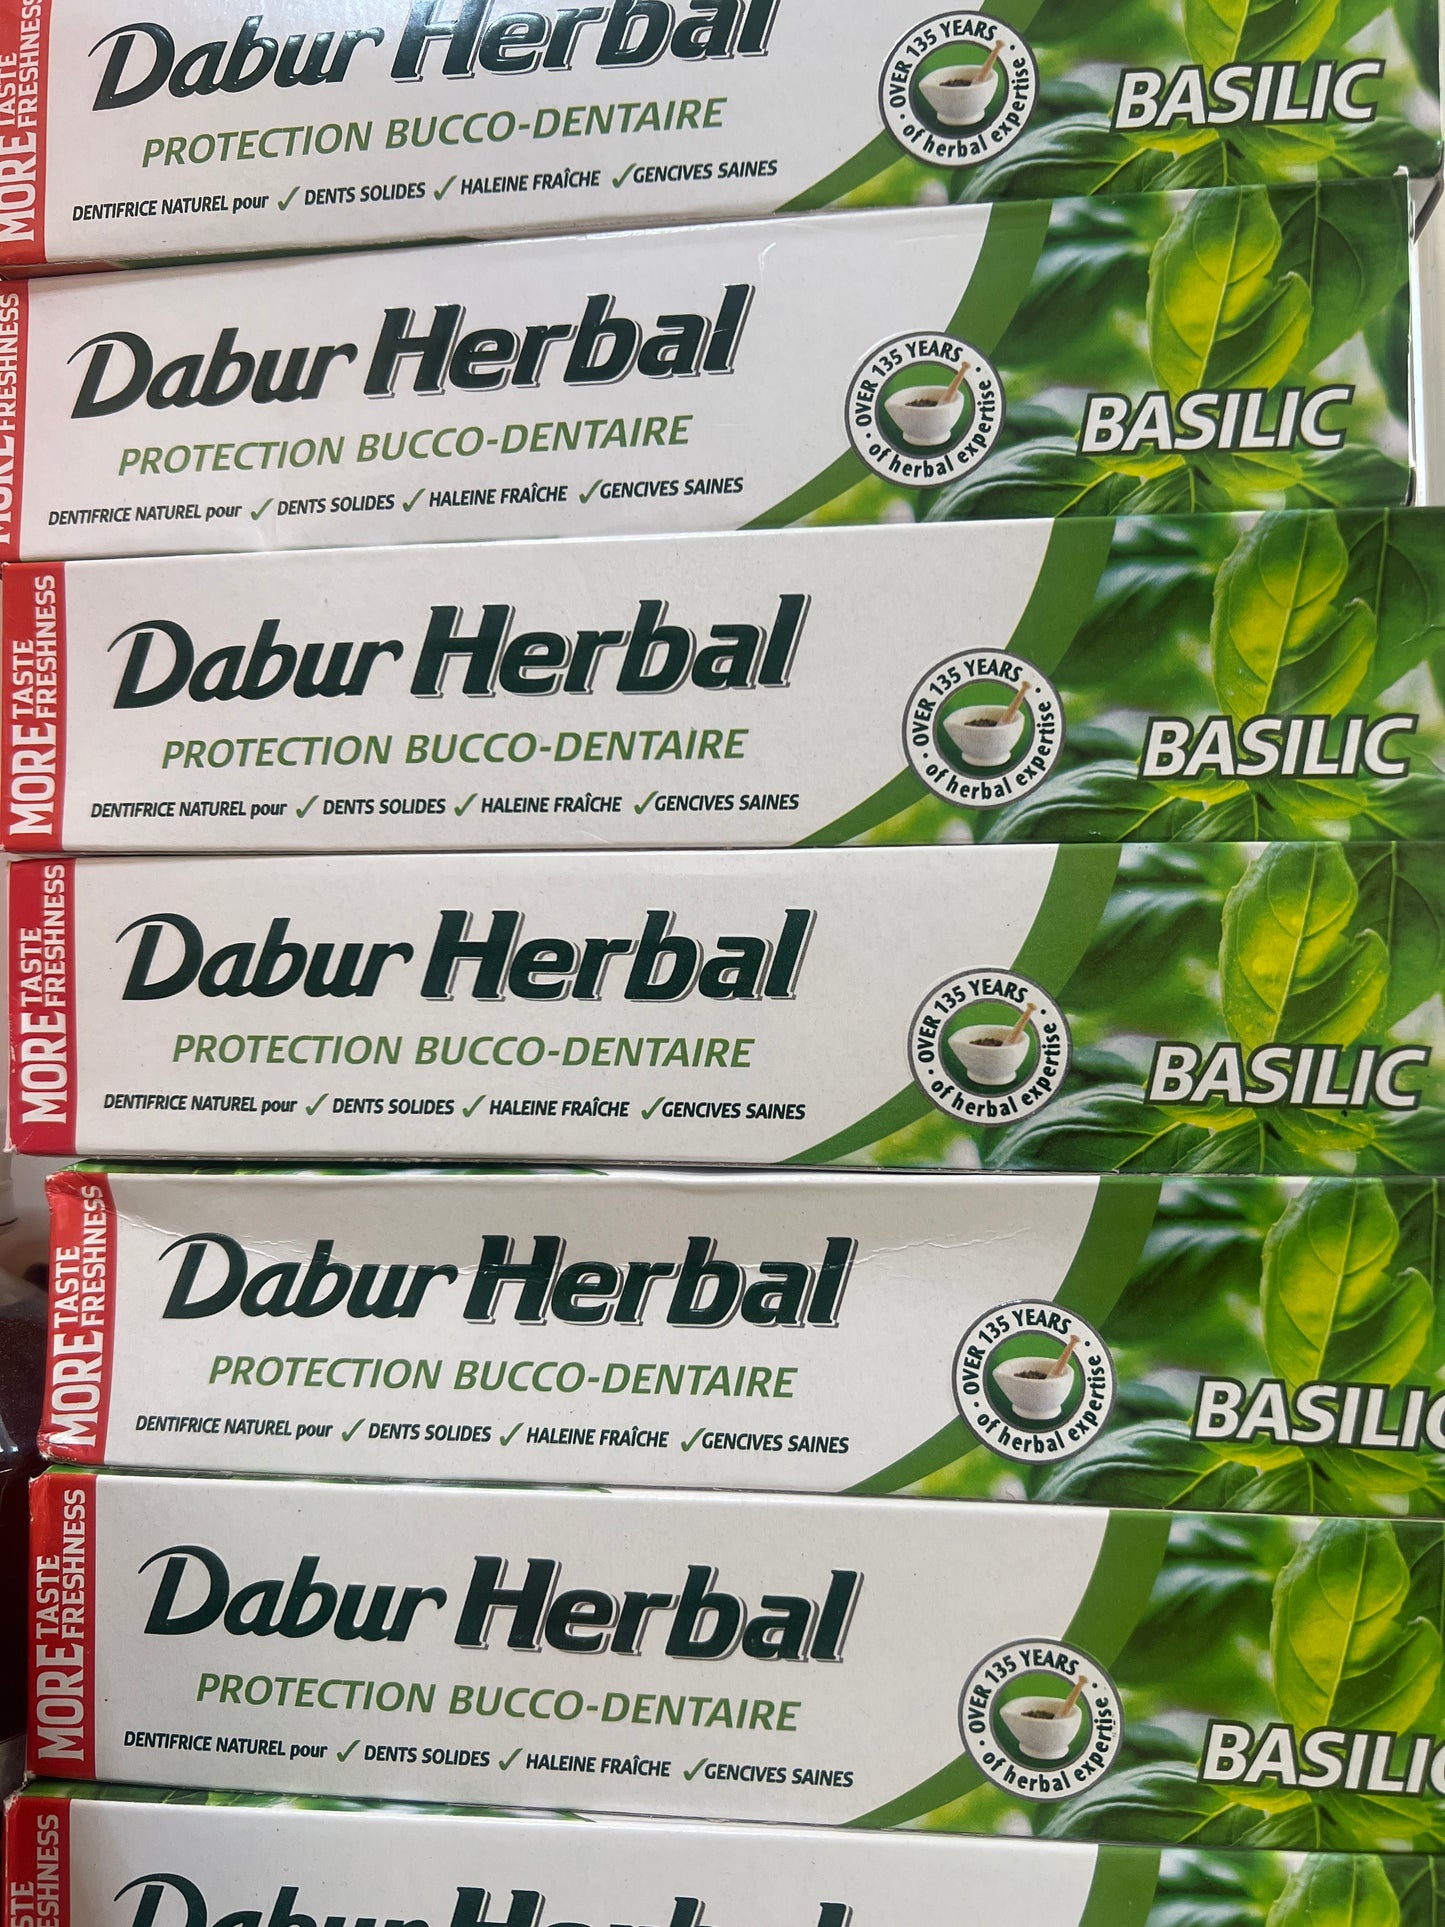 MORE TASTE FRESHNESS
Dabur Herbal
PROTECTION BUCCO-DENTAIRE
DENTIFRICE NATUREL pour ✓ DENTS SOLIDES ✓ HALEINE FRAÎCHE ✓ GENCIVES SAINES
OVER 135 YEARS
of herbal expertise
BASILIC
MORE FRESHNESS
Dabur Herbal
PROTECTION BUCCO-DENTAIRE
DENTIFRICE NATUREL pour ✓ DENTS SOLIDES ✓ HALEINE FRAÎCHE ✓ GENCIVES SAINES
OVER 135 YEARS
of herbal expertise
BASILIC
MORE TASTE FRESHNESS
Dabur Herbal
PROTECTION BUCCO-DENTAIRE
DENTIFRICE NATUREL pour ✓ DENTS SOLIDES ✓ HALEINE FRAÎCHE ✓ GENCIVES SAINES
OVER 135 YEARS
of herbal expertise
BASILIC
MORE TASTE FRESHNESS
Dabur Herbal
PROTECTION BUCCO-DENTAIRE
DENTIFRICE NATUREL pour ✓ DENTS SOLIDES ✓ HALEINE FRAÎCHE ✓ GENCIVES SAINES
OVER 135 YEARS
of herbal expertise
BASILIC
MORE TASTE FRESHNESS
Dabur Herbal
PROTECTION BUCCO-DENTAIRE
DENTIFRICE NATUREL pour ✓ DENTS SOLIDES ✓ HALEINE FRAÎCHE ✓ GENCIVES SAINES
OVER 135 YEARS
of herbal expertise
BASILIC
MORE TASTE FRESHNESS
Dabur Herbal
PROTECTION BUCCO-DENTAIRE
DENTIFRICE NATUREL pour ✓ DENTS SOLIDES ✓ HALEINE FRAÎCHE ✓ GENCIVES SAINES
OVER 135 YEARS
of herbal expertise
BASILIC
Dabur Herbal